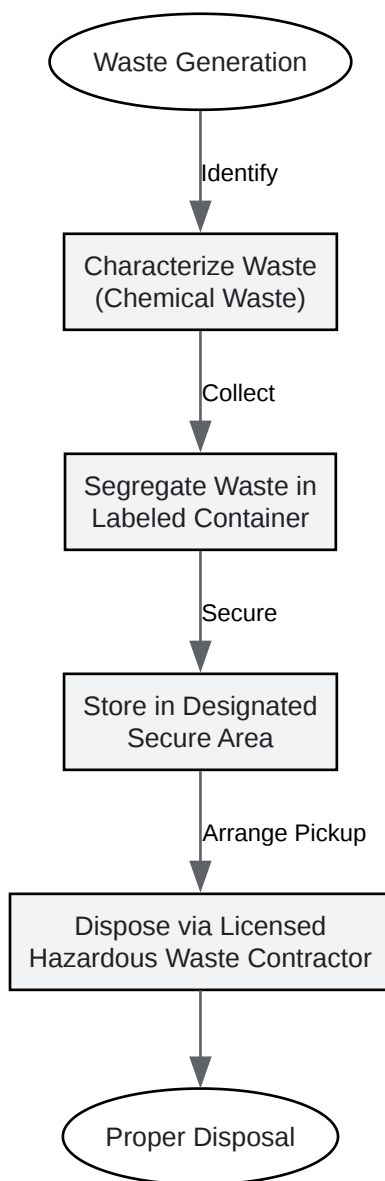 Waste Generation
Identify
Characterize Waste
(Chemical Waste)
Collect
Segregate Waste in
Labeled Container
Secure
Store in Designated
Secure Area
Arrange Pickup
Dispose via Licensed
Hazardous Waste Contractor
Proper Disposal